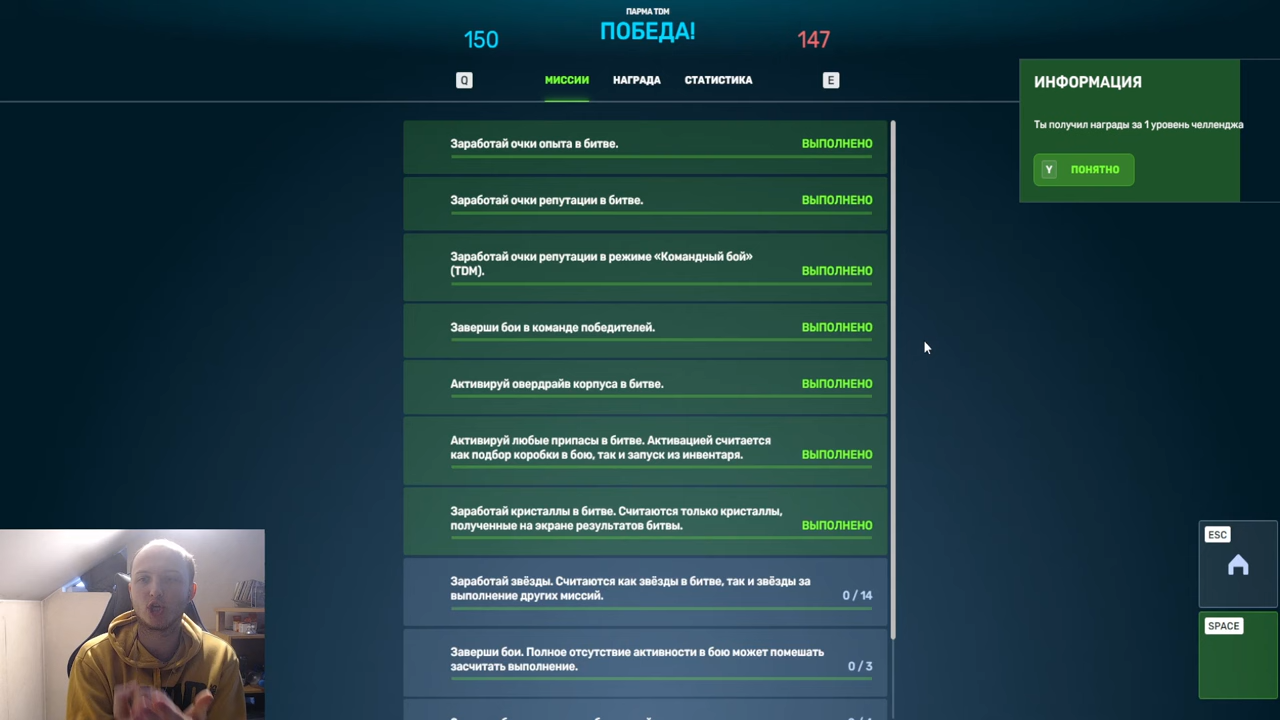 ПАРМА TDM
ПОБЕДА!
150
147
Q
МИССИИ
НАГРАДА
СТАТИСТИКА
E
ИНФОРМАЦИЯ
Ты получил награды за 1 уровень челленджа
Y
ПОНЯТНО
Заработай очки опыта в битве.
ВЫПОЛНЕНО
Заработай очки репутации в битве.
ВЫПОЛНЕНО
Заработай очки репутации в режиме «Командный бой»
(TDM).
ВЫПОЛНЕНО
Заверши бои в команде победителей.
ВЫПОЛНЕНО
Активируй овердрайв корпуса в битве.
ВЫПОЛНЕНО
Активируй любые припасы в битве. Активацией считается
как подбор коробки в бою, так и запуск из инвентаря.
ВЫПОЛНЕНО
Заработай кристаллы в битве. Считаются только кристаллы,
полученные на экране результатов битвы.
ВЫПОЛНЕНО
Заработай звёзды. Считаются как звёзды в битве, так и звёзды за
выполнение других миссий.
0 / 14
Заверши бои. Полное отсутствие активности в бою может помешать
засчитать выполнение.
0 / 3
ESC
SPACE